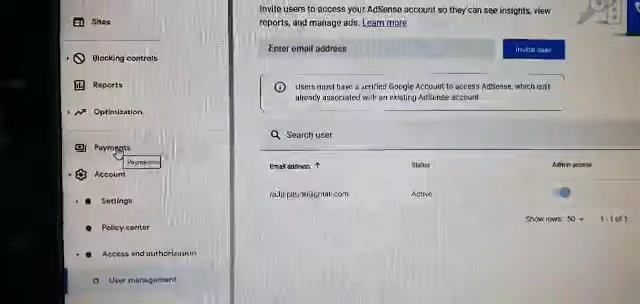 Sites
Blocking controls
Reports
Optimization
Payments
Payments
Account
Settings
Policy center
Access and authorization
User management
Invite users to access your AdSense account so they can see insights, view
reports, and manage ads. Learn more
Enter email address
Invite user
Users must have a verified Google Account to access AdSense, which isn't
already associated with an existing AdSense account
Search user
Email address
Status
Admin access
Active
Show rows: 50
1 - 1 of 1